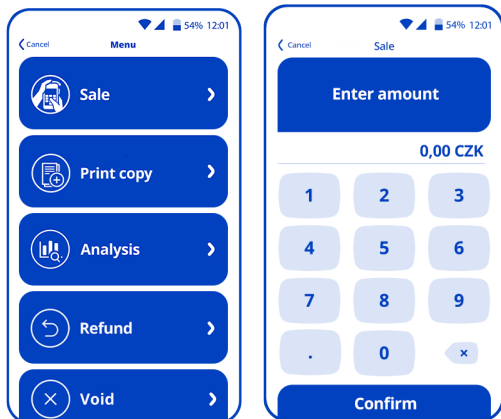 54% 12:01
Cancel Menu
Sale
Print copy
Analysis
Refund
Void
54% 12:01
Cancel Sale
Enter amount
0,00 CZK
1 2 3
4 5 6
7 8 9
. 0 ×
Confirm